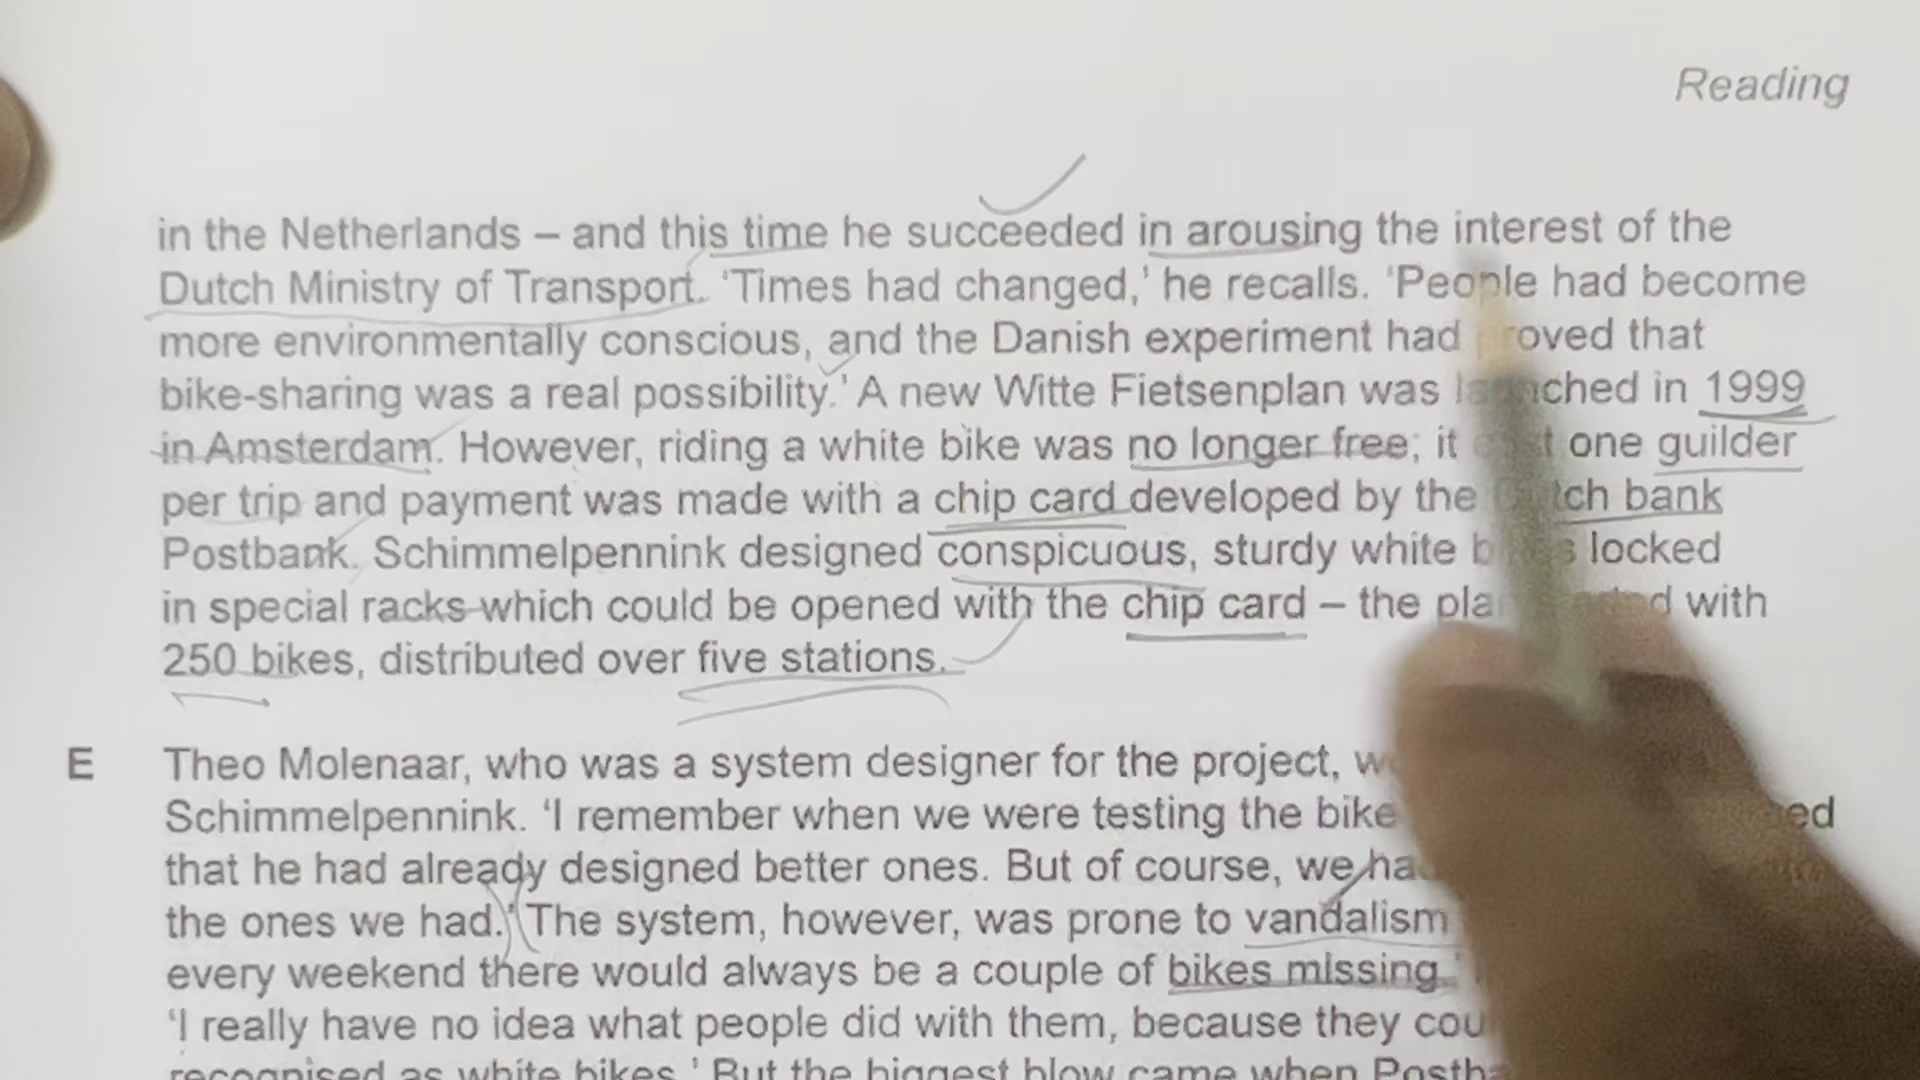 Reading
in the Netherlands – and this time he succeeded in arousing the interest of the
Dutch Ministry of Transport. ‘Times had changed,’ he recalls. ‘People had become
more environmentally conscious, and the Danish experiment had proved that
bike-sharing was a real possibility.’ A new Witte Fietsenplan was launched in 1999
in Amsterdam. However, riding a white bike was no longer free; it cost one guilder
per trip and payment was made with a chip card developed by the Dutch bank
Postbank. Schimmelpennink designed conspicuous, sturdy white bikes locked
in special racks which could be opened with the chip card – the plan started with
250 bikes, distributed over five stations.
E Theo Molenaar, who was a system designer for the project,
Schimmelpennink. ‘I remember when we were testing the bike
that he had already designed better ones. But of course, we had
the ones we had.’ The system, however, was prone to vandalism
every weekend there would always be a couple of bikes missing.’
‘I really have no idea what people did with them, because they
recognised as white bikes.’ But the biggest blow came when